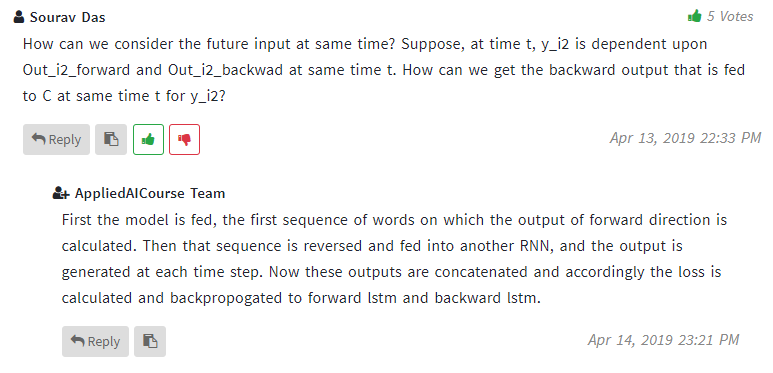 Sourav Das
5 Votes
How can we consider the future input at same time? Suppose, at time t, y_i2 is dependent upon
Out_i2_forward and Out_i2_backwad at same time t. How can we get the backward output that is fed
to C at same time t for y_i2?
Reply
Apr 13, 2019 22:33 PM
AppliedAICourse Team
First the model is fed, the first sequence of words on which the output of forward direction is
calculated. Then that sequence is reversed and fed into another RNN, and the output is
generated at each time step. Now these outputs are concatenated and accordingly the loss is
calculated and backpropogated to forward lstm and backward lstm.
Reply
Apr 14, 2019 23:21 PM